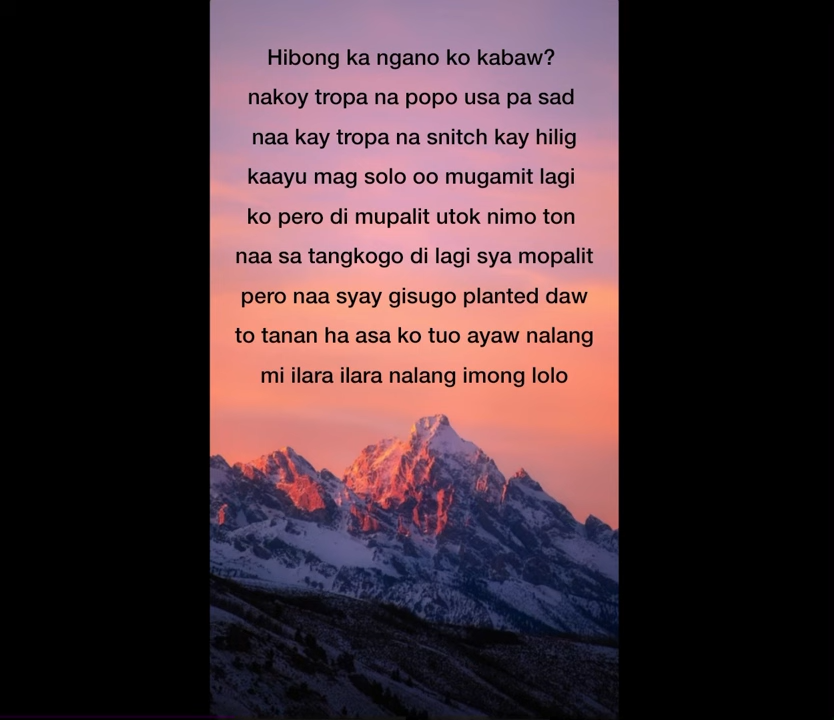 Hibong ka ngano ko kabaw?
nakoy tropa na popo usa pa sad
naa kay tropa na snitch kay hilig
kaayu mag solo oo mugamit lagi
ko pero di mupalit utok nimo ton
naa sa tangkogo di lagi sya mopalit
pero naa syay gisugo planted daw
to tanan ha asa ko tuo ayaw nalang
mi ilara ilara nalang imong lolo